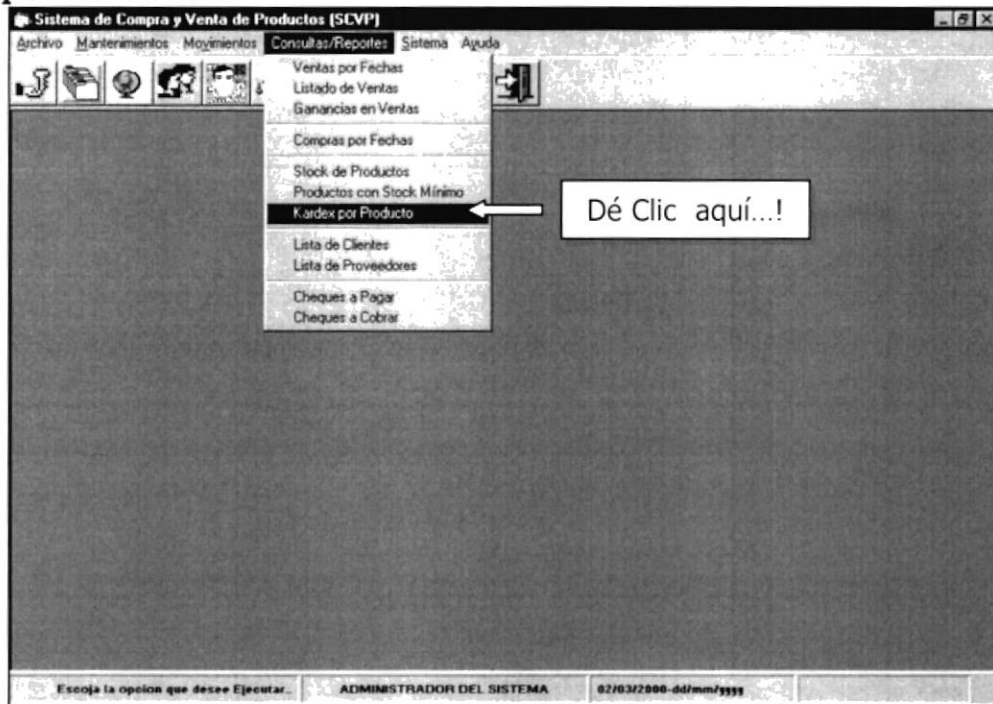 Sistema de Compra y Venta de Productos (SCVP)
Archivo Mantenimientos Movimientos Consultas/Reportes Sistema Ayuda
Ventas por Fechas
Listado de Ventas
Ganancias en Ventas
Compras por Fechas
Stock de Productos
Productos con Stock Mínimo
Kardex por Producto
Dé Clic aquí...!
Lista de Clientes
Lista de Proveedores
Cheques a Pagar
Cheques a Cobrar
Escoja la opcion que desee Ejecutar.. ADMINISTRADOR DEL SISTEMA 02/03/2000-dd/mm/yyyy